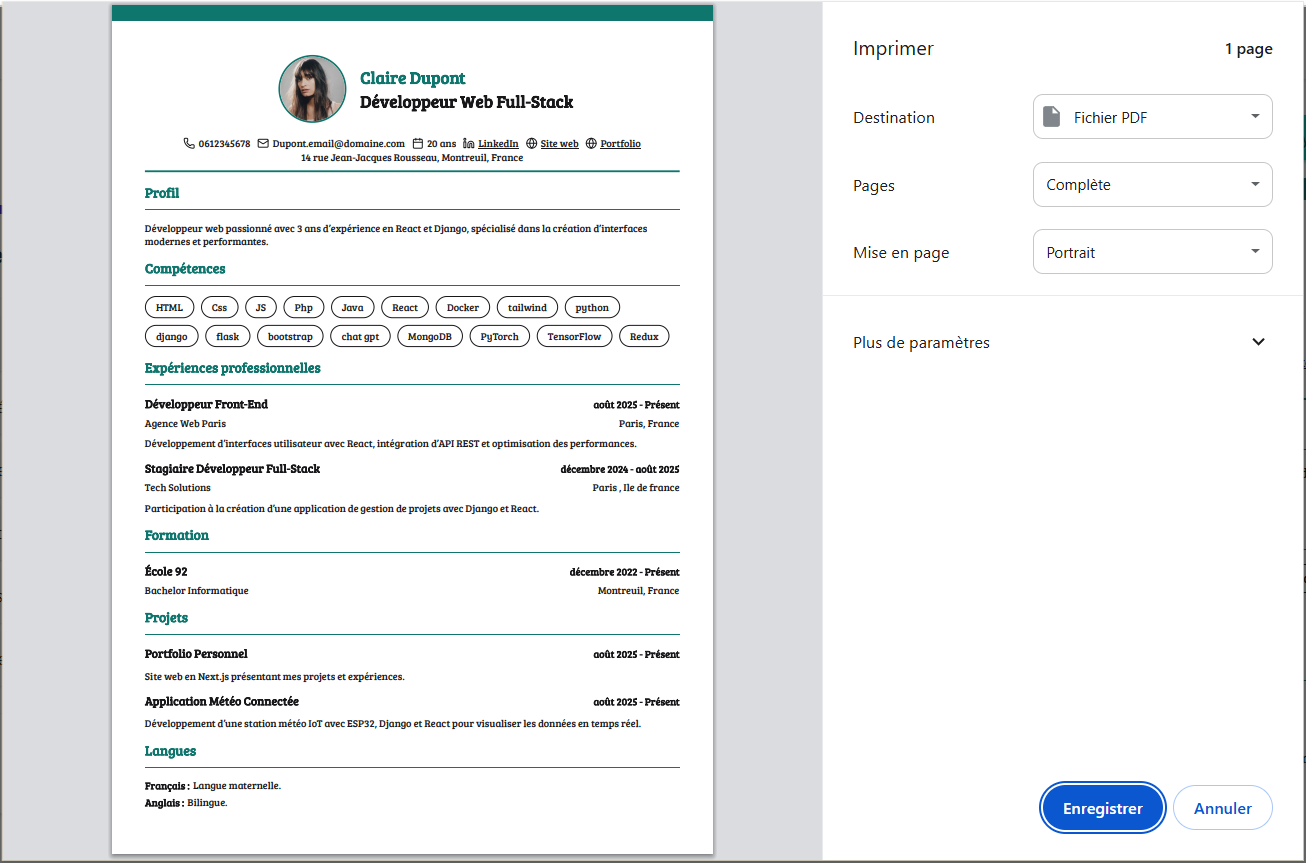 Claire Dupont
Développeur Web Full-Stack
0612345678 Dupont.email@domaine.com 20 ans LinkedIn Site web Portfolio
14 rue Jean-Jacques Rousseau, Montreuil, France
Profil
Développeur web passionné avec 3 ans d’expérience en React et Django, spécialisé dans la création d’interfaces
modernes et performantes.
Compétences
HTML Css JS Php Java React Docker tailwind python
django flask bootstrap chat gpt MongoDB PyTorch TensorFlow Redux
Expériences professionnelles
Développeur Front-End août 2025 - Présent
Agence Web Paris Paris, France
Développement d’interfaces utilisateur avec React, intégration d’API REST et optimisation des performances.
Stagiaire Développeur Full-Stack décembre 2024 - août 2025
Tech Solutions Paris , Ile de france
Participation à la création d’une application de gestion de projets avec Django et React.
Formation
École 92 décembre 2022 - Présent
Bachelor Informatique Montreuil, France
Projets
Portfolio Personnel août 2025 - Présent
Site web en Next.js présentant mes projets et expériences.
Application Météo Connectée août 2025 - Présent
Développement d’une station météo IoT avec ESP32, Django et React pour visualiser les données en temps réel.
Langues
Français : Langue maternelle.
Anglais : Bilingue.
Imprimer 1 page
Destination Fichier PDF
Pages Complète
Mise en page Portrait
Plus de paramètres
Enregistrer Annuler